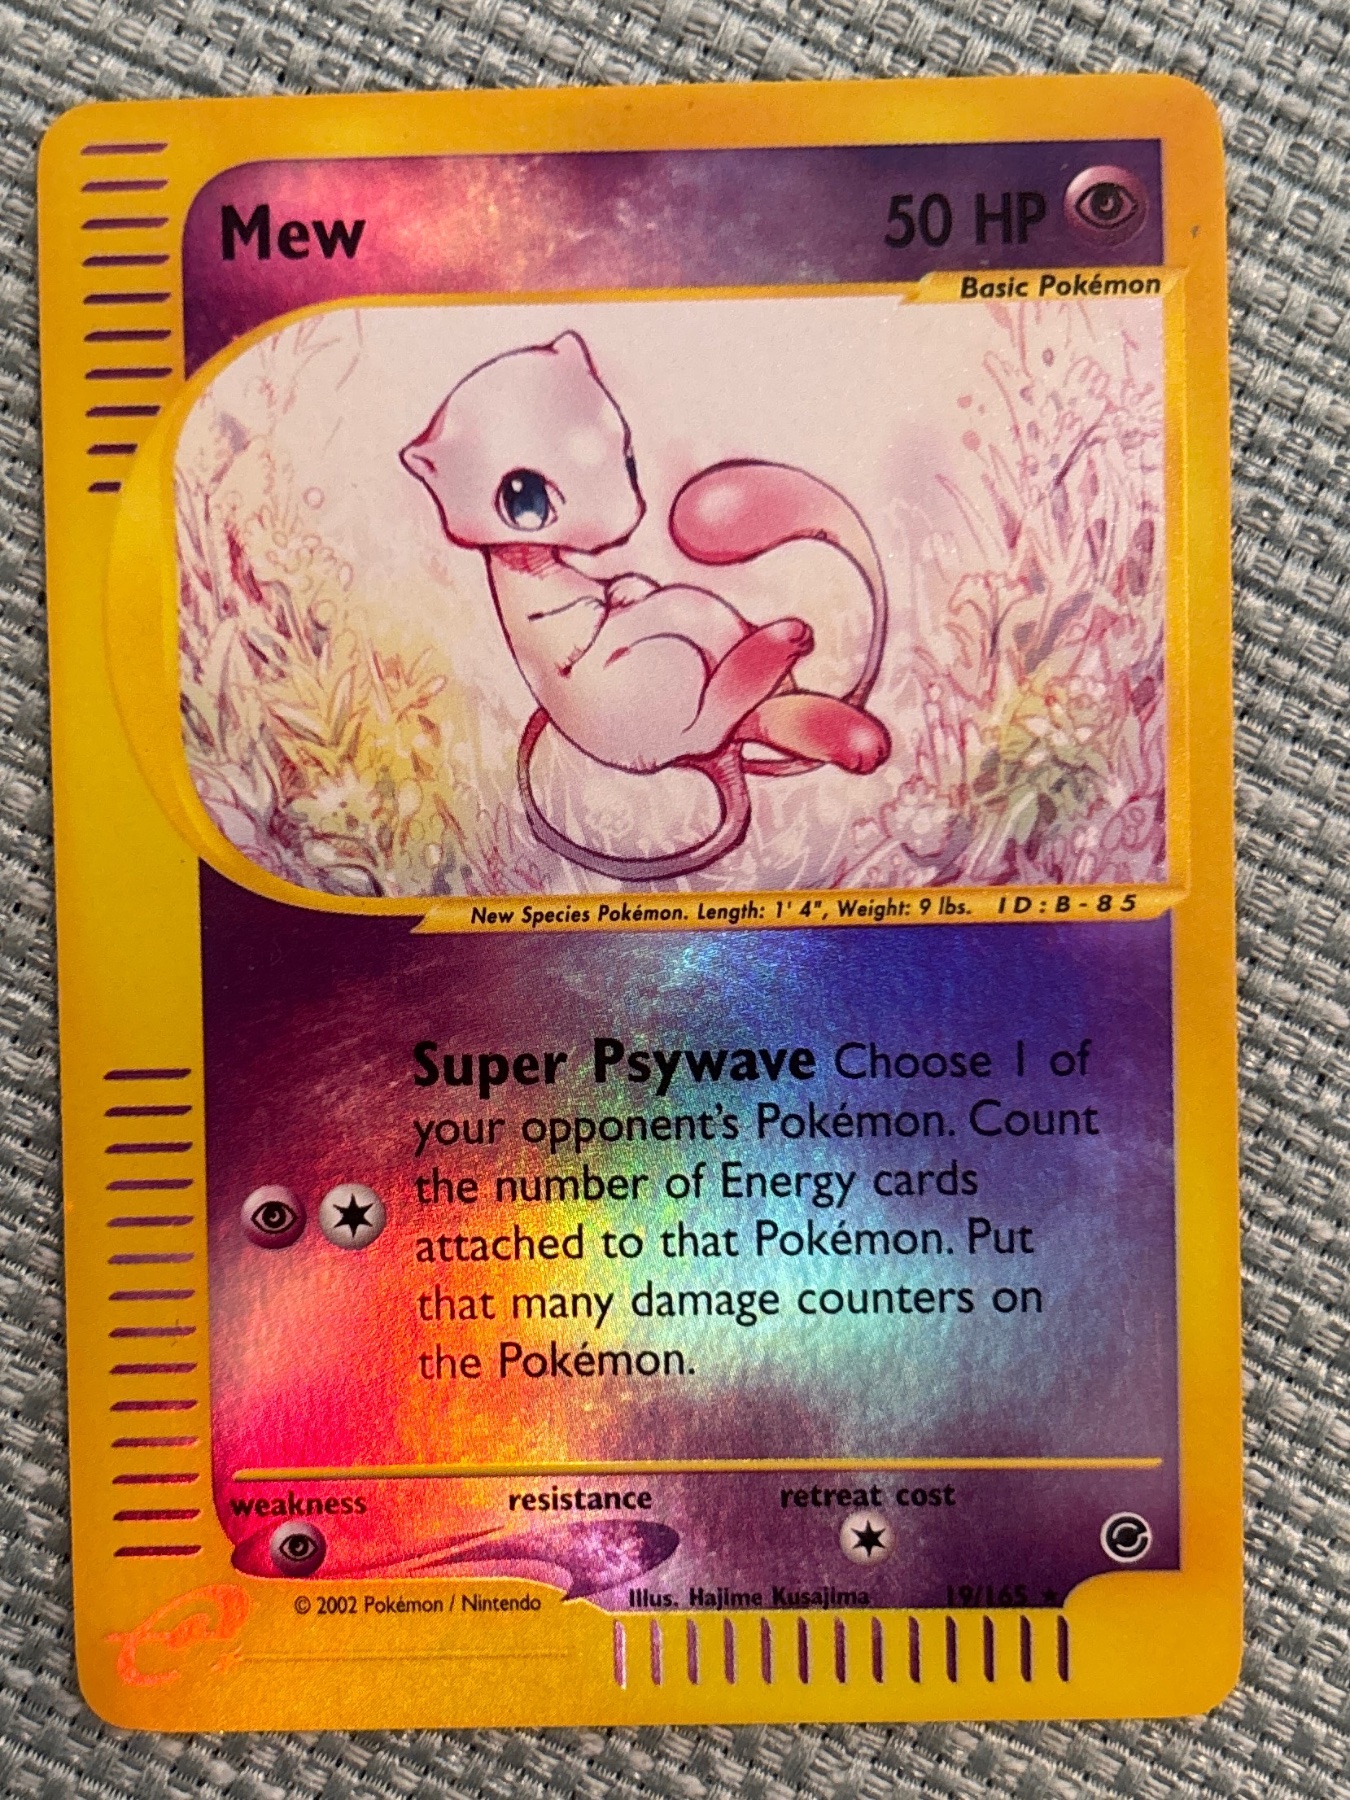 Mew
50 HP
Basic Pokémon
New Species Pokémon. Length: 1' 4", Weight: 9 lbs. ID:B-85
Super Psywave Choose 1 of
your opponent's Pokémon. Count
the number of Energy cards
attached to that Pokémon. Put
that many damage counters on
the Pokémon.
weakness resistance retreat cost
© 2002 Pokémon / Nintendo
Illus. Hajime Kusajima 19/165 ★